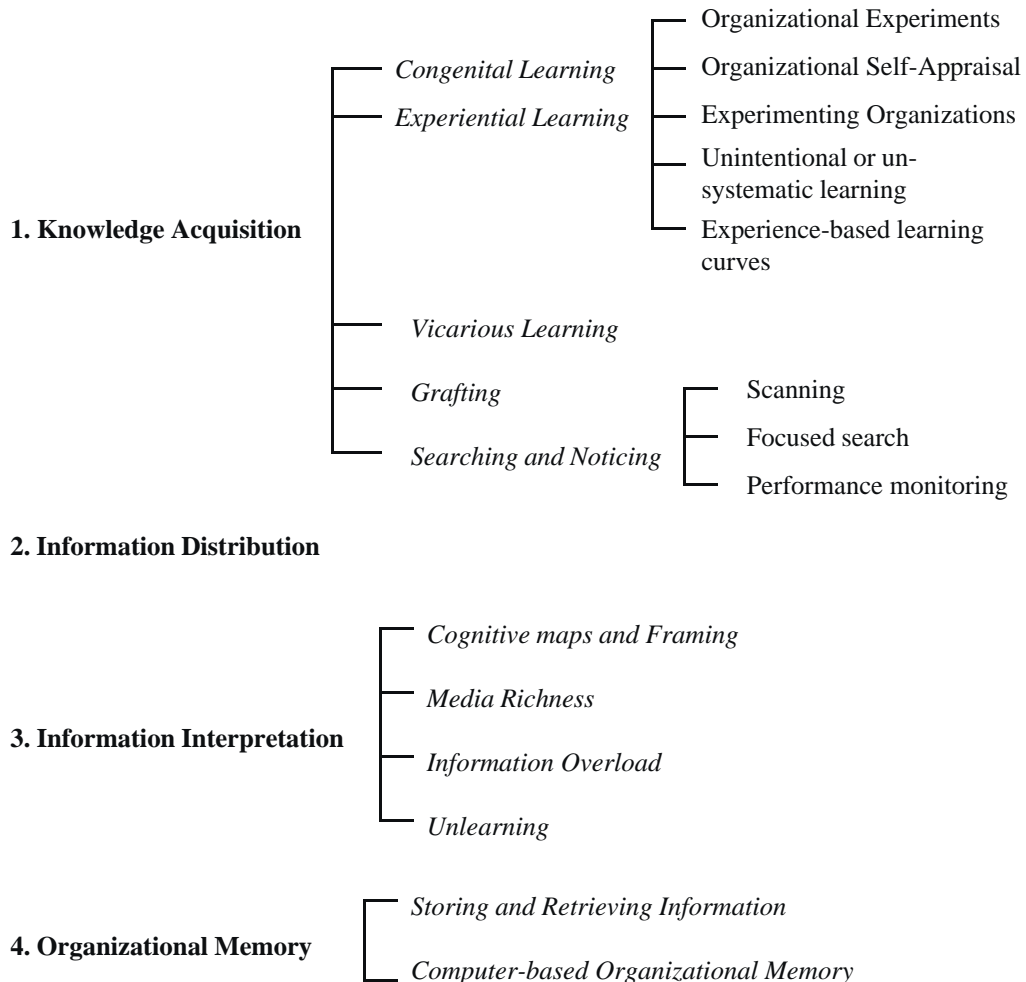 Organizational Experiments
Congenital Learning
Organizational Self-Appraisal
Experiential Learning
Experimenting Organizations
Unintentional or un-
systematic learning
1. Knowledge Acquisition
Experience-based learning
curves
Vicarious Learning
Grafting
Scanning
Searching and Noticing
Focused search
Performance monitoring
2. Information Distribution
Cognitive maps and Framing
Media Richness
3. Information Interpretation
Information Overload
Unlearning
Storing and Retrieving Information
4. Organizational Memory
Computer-based Organizational Memory